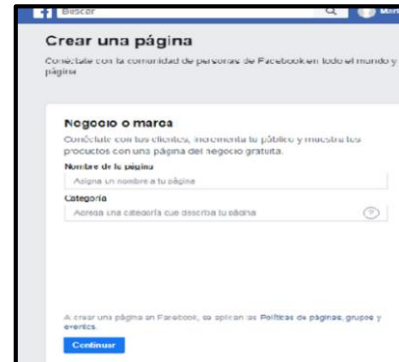 Buscar
Crear una página
Conéctate con la comunidad de personas de Facebook en todo el mundo y
página
Negocio o marca
Conéctate con tus clientes, incrementa tu público y muestra tus
productos con una página del negocio gratuita.
Nombre de la página
Asigna un nombre a tu página
Categoría
Agrega una categoría que describa tu página
A crear una página en Facebook, se aplican las Políticas de páginas, grupos y
eventos.
Continuar